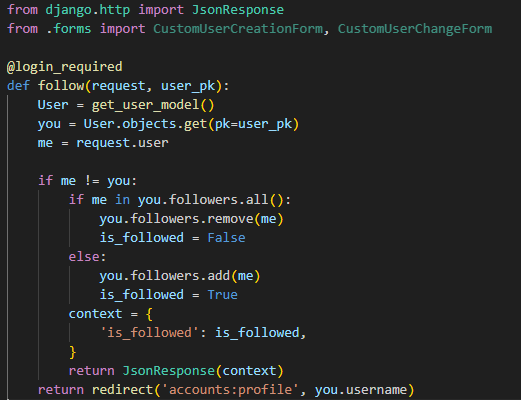 from django.http import JsonResponse
from .forms import CustomUserCreationForm, CustomUserChangeForm

@login_required
def follow(request, user_pk):
    User = get_user_model()
    you = User.objects.get(pk=user_pk)
    me = request.user

    if me != you:
        if me in you.followers.all():
            you.followers.remove(me)
            is_followed = False
        else:
            you.followers.add(me)
            is_followed = True
        context = {
            'is_followed': is_followed,
        }
        return JsonResponse(context)
    return redirect('accounts:profile', you.username)